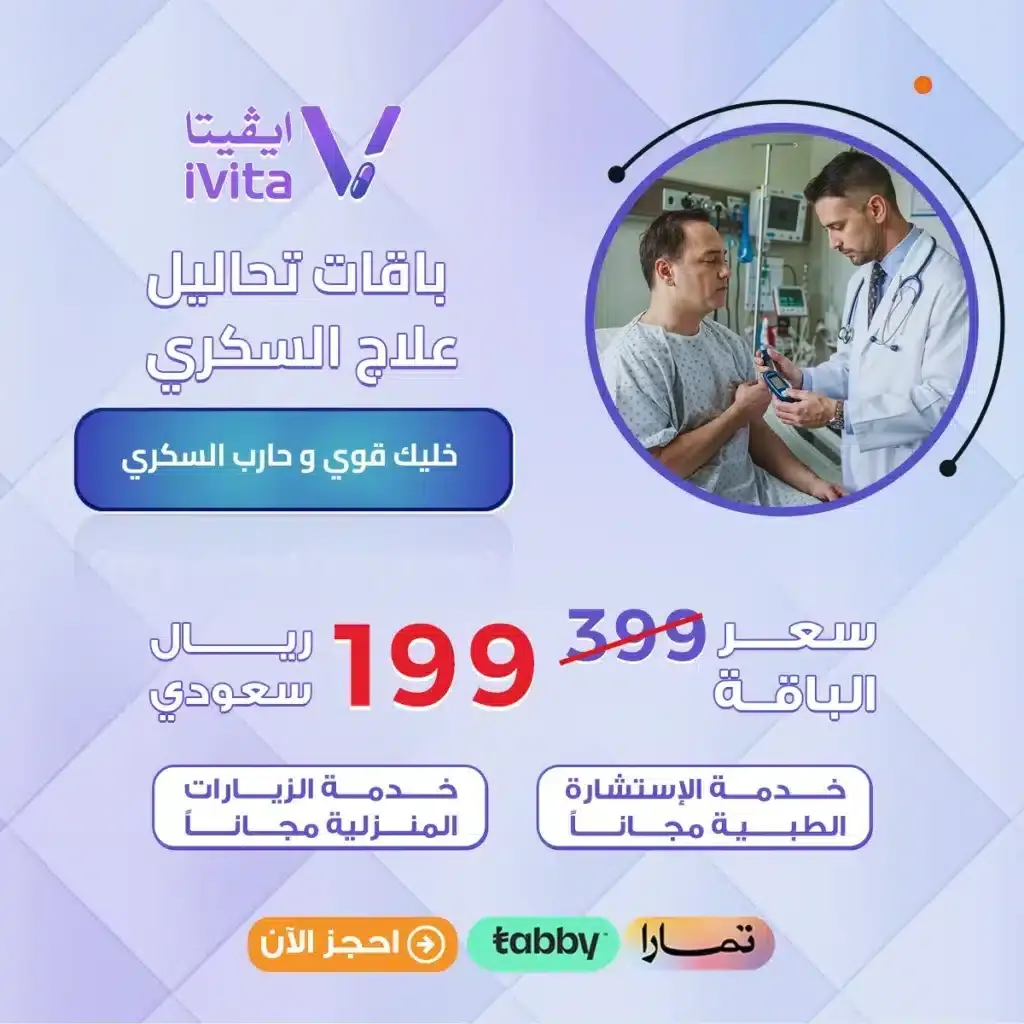 ايڤيتا
iVita
باقات تحاليل
علاج السكري
خليك قوي و حارب السكري
سعر
الباقة
399
199
ريال
سعودي
خدمة الإستشارة
الطبية مجاناً
خدمة الزيارات
المنزلية مجاناً
تمارا
tabby
احجز الآن